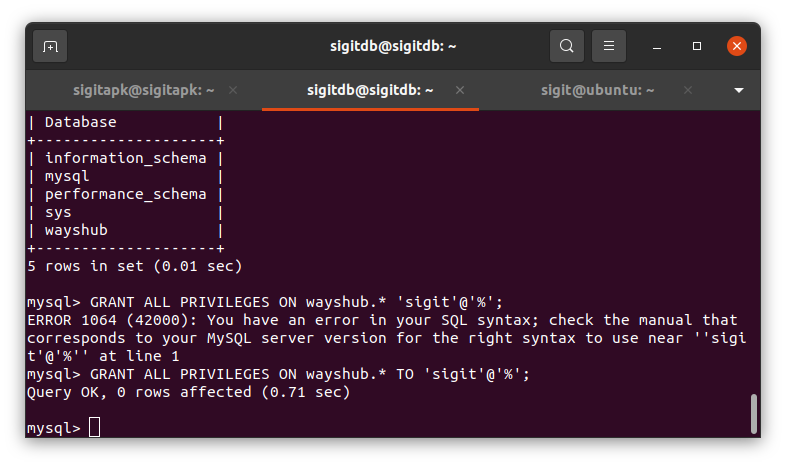 sigitdb@sigitdb: ~
sigitapk@sigitapk: ~
sigitdb@sigitdb: ~
sigit@ubuntu: ~
| Database           |
+--------------------+
| information_schema |
| mysql              |
| performance_schema |
| sys                |
| wayshub            |
+--------------------+
5 rows in set (0.01 sec)
mysql> GRANT ALL PRIVILEGES ON wayshub.* 'sigit'@'%';
ERROR 1064 (42000): You have an error in your SQL syntax; check the manual that
corresponds to your MySQL server version for the right syntax to use near ''sigi
t'@'%'' at line 1
mysql> GRANT ALL PRIVILEGES ON wayshub.* TO 'sigit'@'%';
Query OK, 0 rows affected (0.71 sec)
mysql>